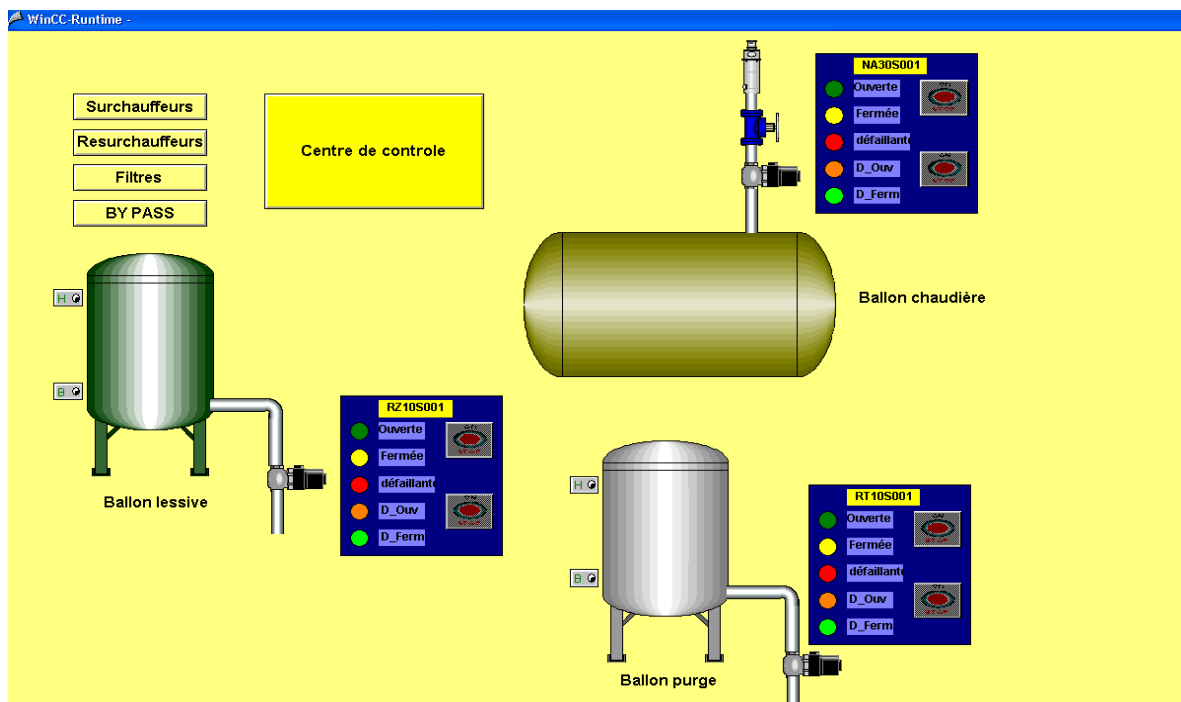 WinCC-Runtime -
Surchauffeurs
Resurchauffeurs
Filtres
BY PASS
Centre de controle
NA30S001
Ouverte
Fermée
défaillante
D_Ouv
D_Ferm
Ballon chaudière
H
B
Ballon lessive
RZ10S001
Ouverte
Fermée
défaillante
D_Ouv
D_Ferm
H
B
Ballon purge
RT10S001
Ouverte
Fermée
défaillante
D_Ouv
D_Ferm